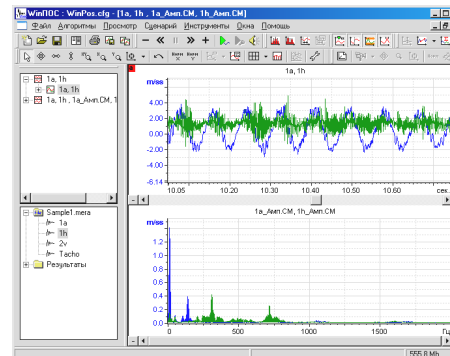 WinПОС : WinPos.cfg - [1a, 1h , 1a_Амп.СМ, 1h_Амп.СМ]
Файл Алгоритмы Просмотр Сценарий Инструменты Окна Помощь
1a, 1h
1a, 1h
1a, 1h , 1a_Амп.СМ, 1
Sample1.mera
1a
1h
2v
Tacho
Результаты
1a, 1h
m/ss
4.00
2.00
0.00
-2.00
-4.00
-6,14
10.05
10.20
10.30
10.40
10.50
10.60
сек.
1a_Амп.СМ, 1h_Амп.СМ
m/ss
1.2
1.0
0.8
0.6
0.4
0.2
0.0
0
500
1000
1500
Гц
555.8 Mb